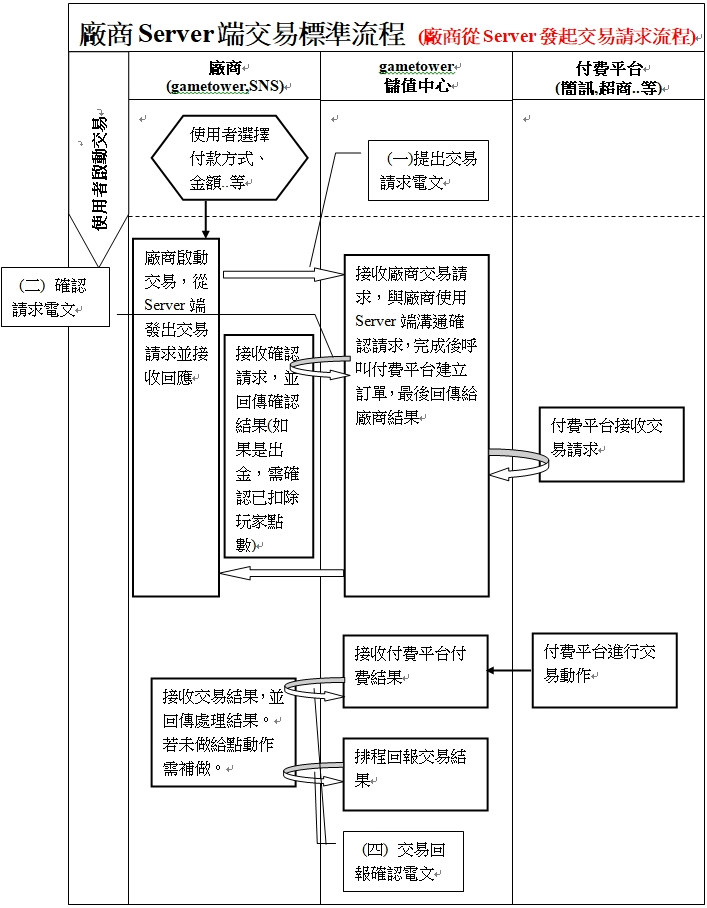 廠商 Server 端交易標準流程 (廠商從 Server 發起交易請求流程)
廠商
(gametower,SNS)
gametower
儲值中心
付費平台
(簡訊,超商..等)
使用者啟動交易
使用者選擇
付款方式、
金額..等
(一)提出交易
請求電文
(二) 確認
請求電文
廠商啟動
交易，從
Server 端
發出交易
請求並接
收回應
接收確認
請求，並
回傳確認
結果(如
果是出
金，需確
認已扣除
玩家點
數)
接收廠商交易請
求，與廠商使用
Server 端溝通確
認請求，完成後呼
叫付費平台建立
訂單，最後回傳給
廠商結果
付費平台接收交
易請求
接收付費平台付
費結果
付費平台進行交
易動作
接收交易結果，並
回傳處理結果。
若未做給點動作
需補做。
排程回報交易結
果
(四) 交易回
報確認電文